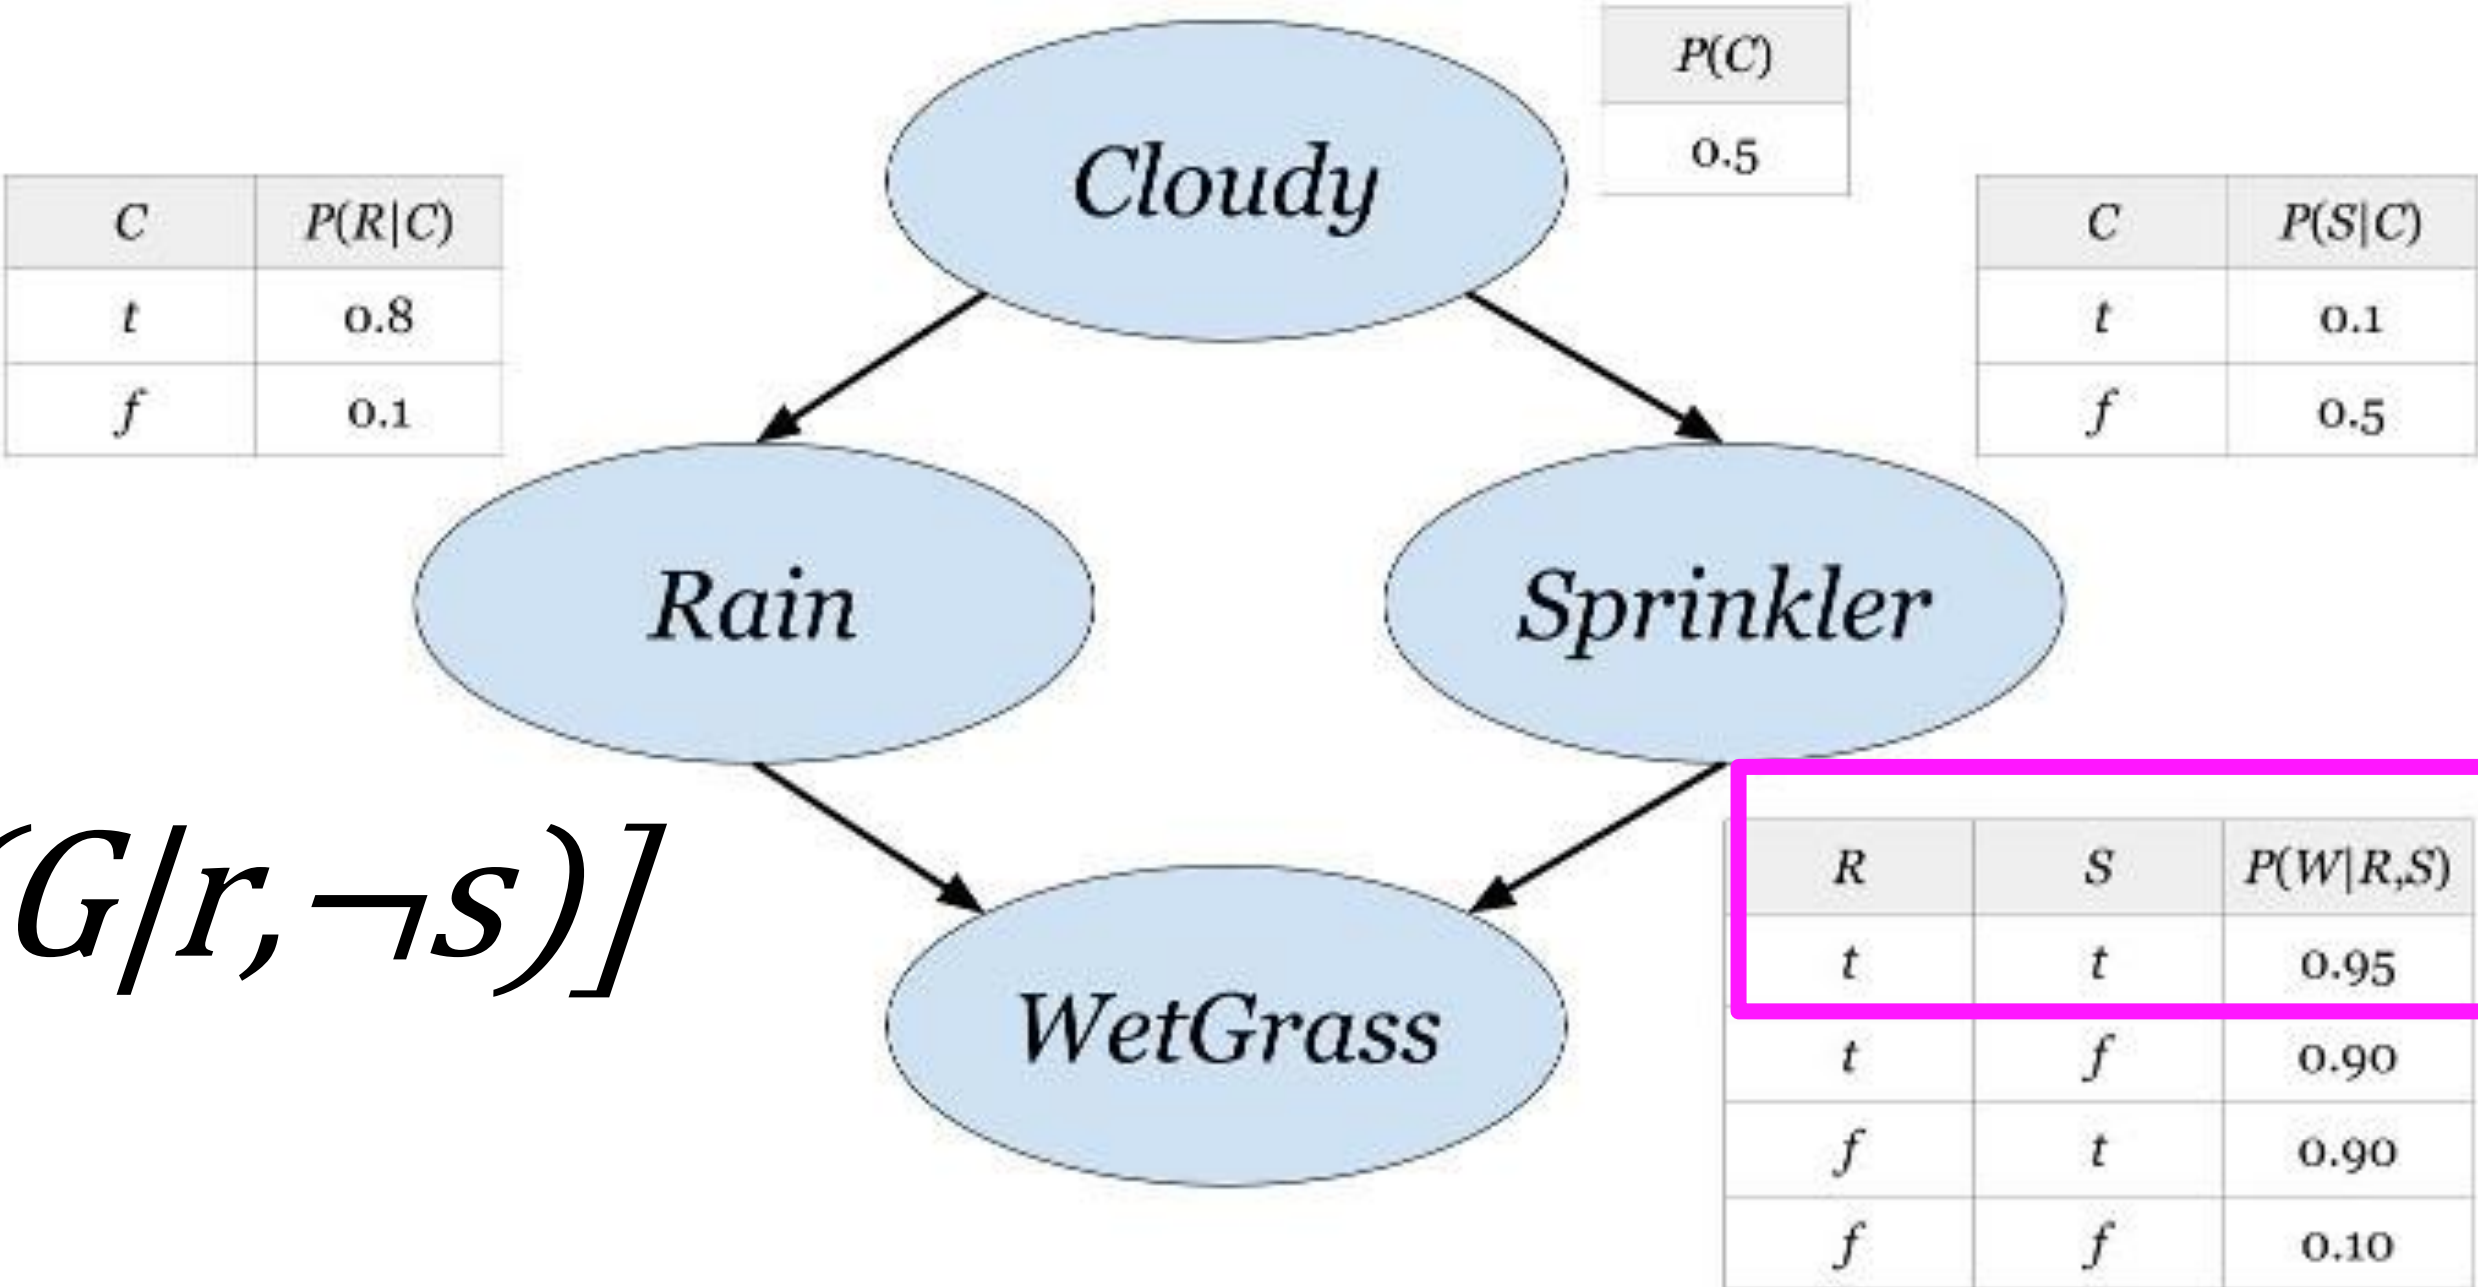 P(C)
0.5
Cloudy
C P(R|C)
t 0.8
f 0.1
C P(S|C)
t 0.1
f 0.5
Rain
Sprinkler
(G|r,¬s)]
WetGrass
R S P(W|R,S)
t t 0.95
t f 0.90
f t 0.90
f f 0.10